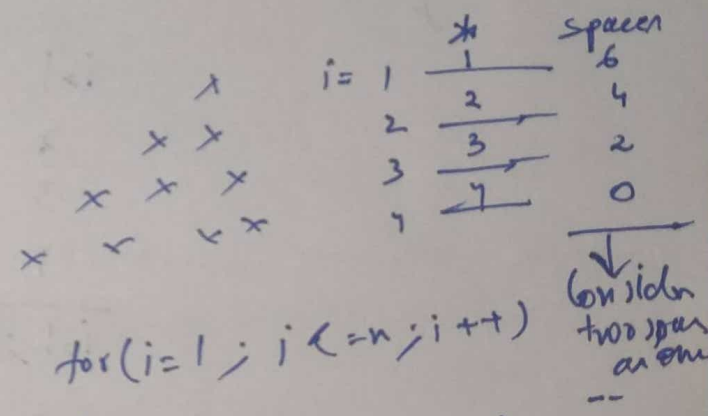 * spaces
i= 1 1 6
2 2 4
3 3 2
4 4 0
x
x x
x x x
x x x x
Consider
two spaces
as one
--
for(i=1; i<=n; i++)